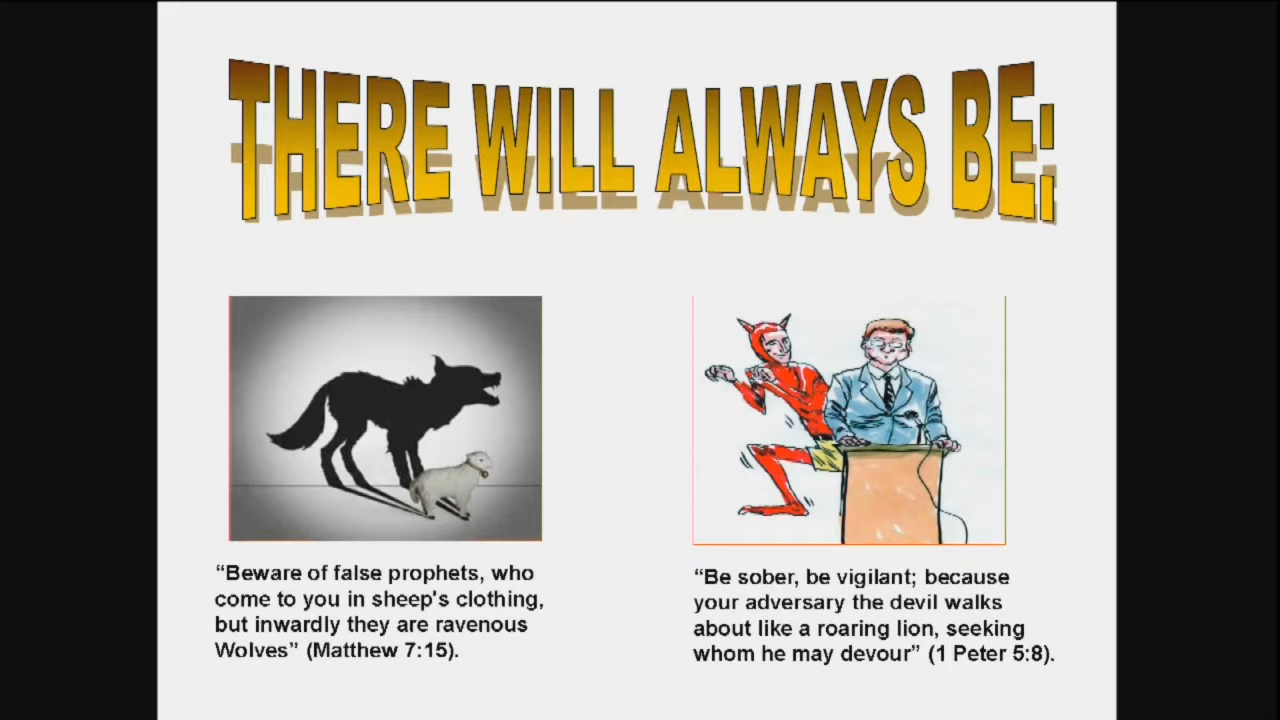 THERE WILL ALWAYS BE:
“Beware of false prophets, who
come to you in sheep's clothing,
but inwardly they are ravenous
Wolves” (Matthew 7:15).
“Be sober, be vigilant; because
your adversary the devil walks
about like a roaring lion, seeking
whom he may devour” (1 Peter 5:8).